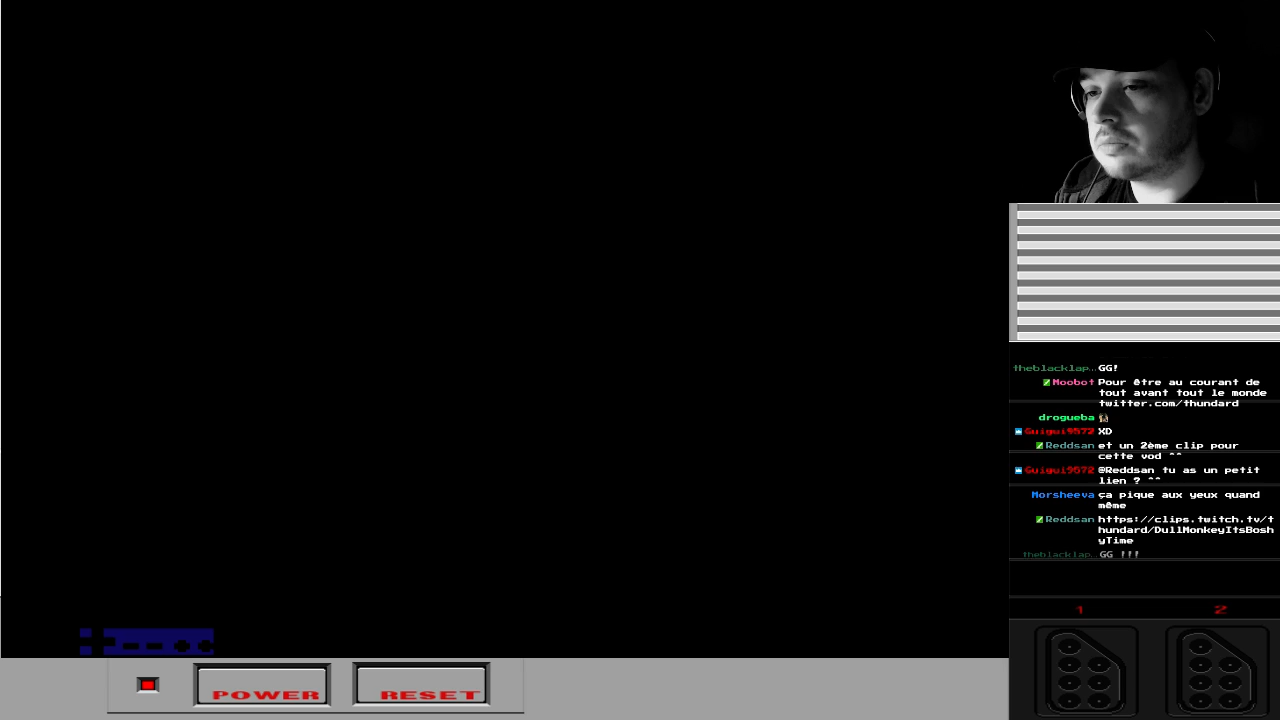 theblacklap… GG!
Moobot Pour être au courant de
tout avant tout le monde
twitter.com/thundard
drogueba
Guigui9872 XD
Reddsan et un 2ème clip pour
cette vod ^^
Guigui9872 @Reddsan tu as un petit
lien ? ^^
Morsheeva ça pique aux yeux quand
même
Reddsan https://clips.twitch.tv/t
hundard/DullMonkeyItsBosh
yTime
theblacklap… GG !!!
1 2
POWER RESET